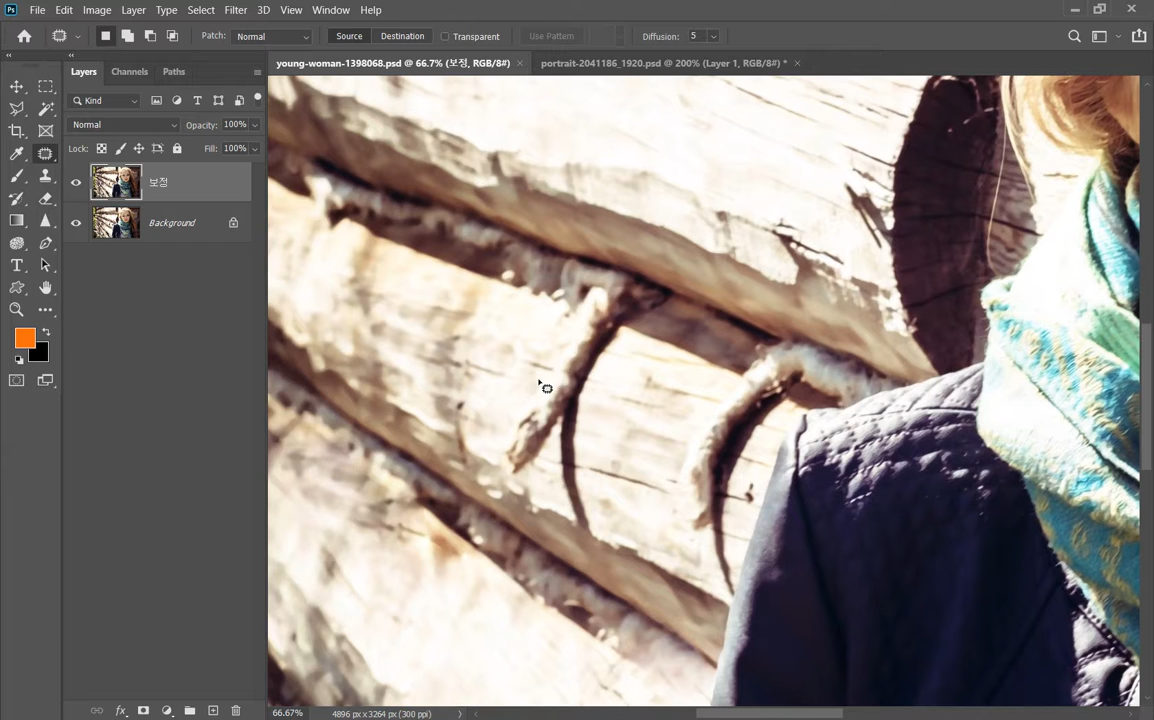 Ps File Edit Image Layer Type Select Filter 3D View Window Help
Patch: Normal Source Destination Transparent Use Pattern Diffusion: 5
young-woman-1398068.psd @ 66.7% (보정, RGB/8#) × portrait-2041186_1920.psd @ 200% (Layer 1, RGB/8#) * ×
Layers Channels Paths
Kind
Normal Opacity: 100%
Lock: Fill: 100%
보정
Background
T
fx
66.67% 4896 px x 3264 px (300 ppi)